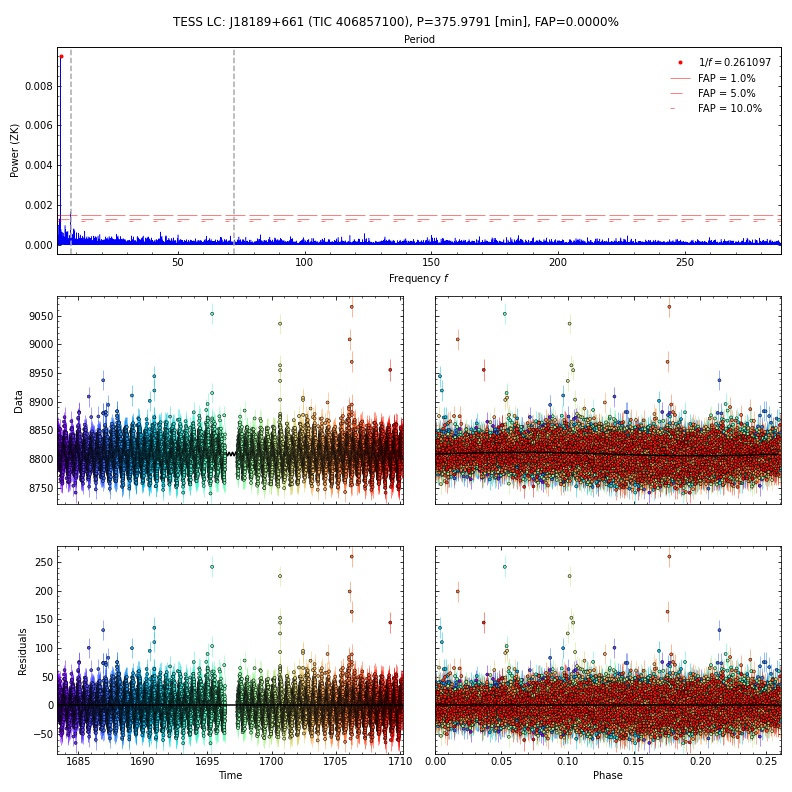 TESS LC: J18189+661 (TIC 406857100), P=375.9791 [min], FAP=0.0000%
Period
1/f = 0.261097
FAP = 1.0%
FAP = 5.0%
FAP = 10.0%
Power (ZK)
0.008
0.006
0.004
0.002
0.000
50 100 150 200 250
Frequency f
Data
9050
9000
8950
8900
8850
8800
8750
Residuals
250
200
150
100
50
0
−50
1685 1690 1695 1700 1705 1710
Time
0.00 0.05 0.10 0.15 0.20 0.25
Phase